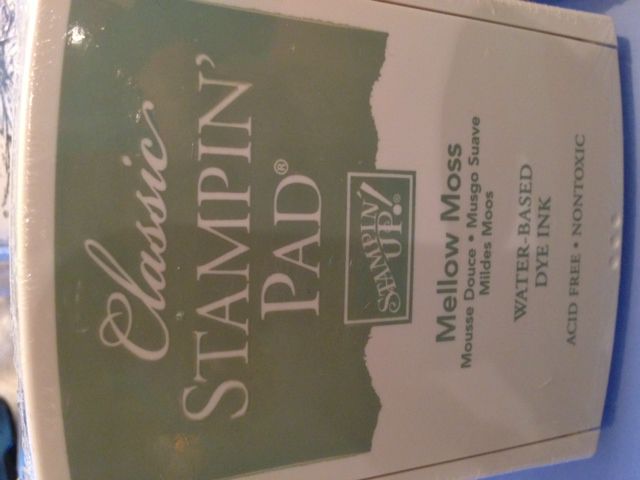 Classic
STAMPIN'
PAD®
STAMPIN'
UP!®
Mellow Moss
Mousse Douce • Musgo Suave
Mildes Moos
WATER-BASED
DYE INK
ACID FREE • NONTOXIC